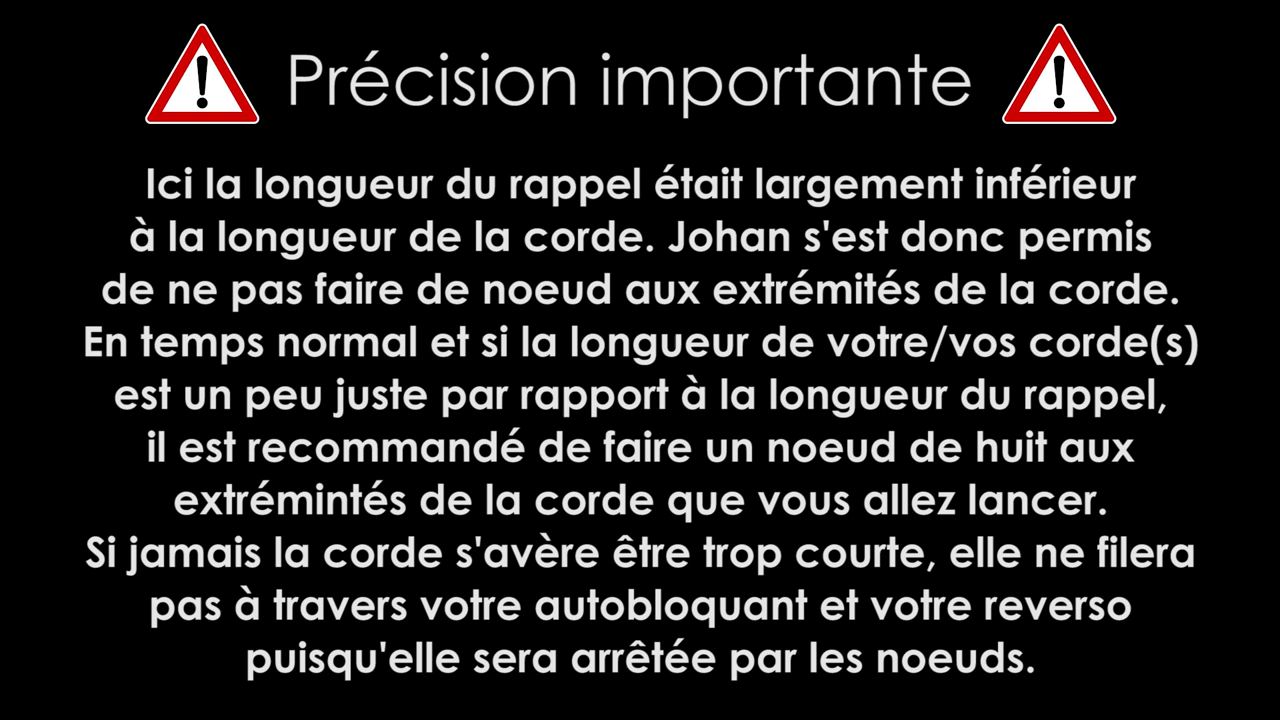 Précision importante
Ici la longueur du rappel était largement inférieur
à la longueur de la corde. Johan s'est donc permis
de ne pas faire de noeud aux extrémités de la corde.
En temps normal et si la longueur de votre/vos corde(s)
est un peu juste par rapport à la longueur du rappel,
il est recommandé de faire un noeud de huit aux
extrémintés de la corde que vous allez lancer.
Si jamais la corde s'avère être trop courte, elle ne filera
pas à travers votre autobloquant et votre reverso
puisqu'elle sera arrêtée par les noeuds.